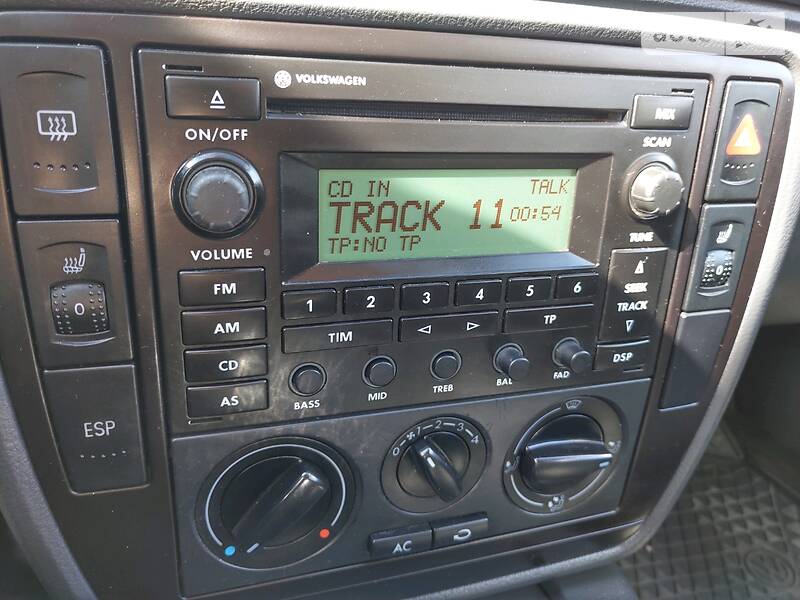 VOLKSWAGEN
MIX
ON/OFF
SCAN
CD IN TALK
TRACK 11 00:54
TP:NO TP
VOLUME
TUNE
FM
AM
CD
AS
1 2 3 4 5 6
TIM
TP
SEEK
TRACK
DSP
BASS MID TREB BAL FAD
0
0
ESP
0 1 2 3 4
AC